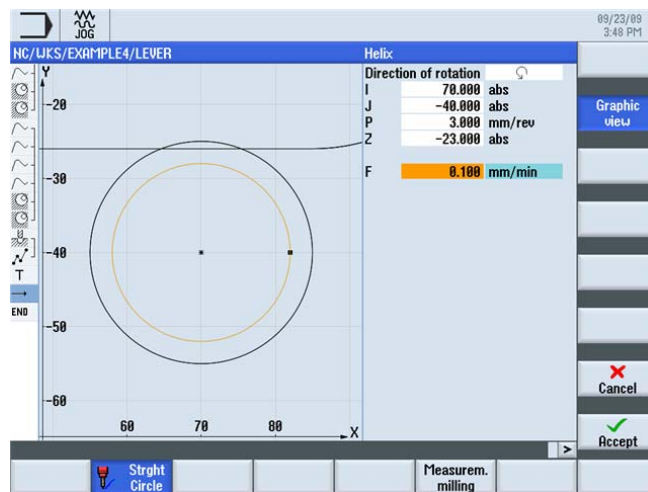 JOG
09/23/09
3:48 PM
NC/WKS/EXAMPLE4/LEVER
Helix
Y
-20
-30
-40
-50
-60
60 70 80 X
T
END
Direction of rotation
I 70.000 abs
J -40.000 abs
P 3.000 mm/rev
Z -23.000 abs
F 0.100 mm/min
Graphic
view
Cancel
Accept
>
Strght
Circle
Measurem.
milling